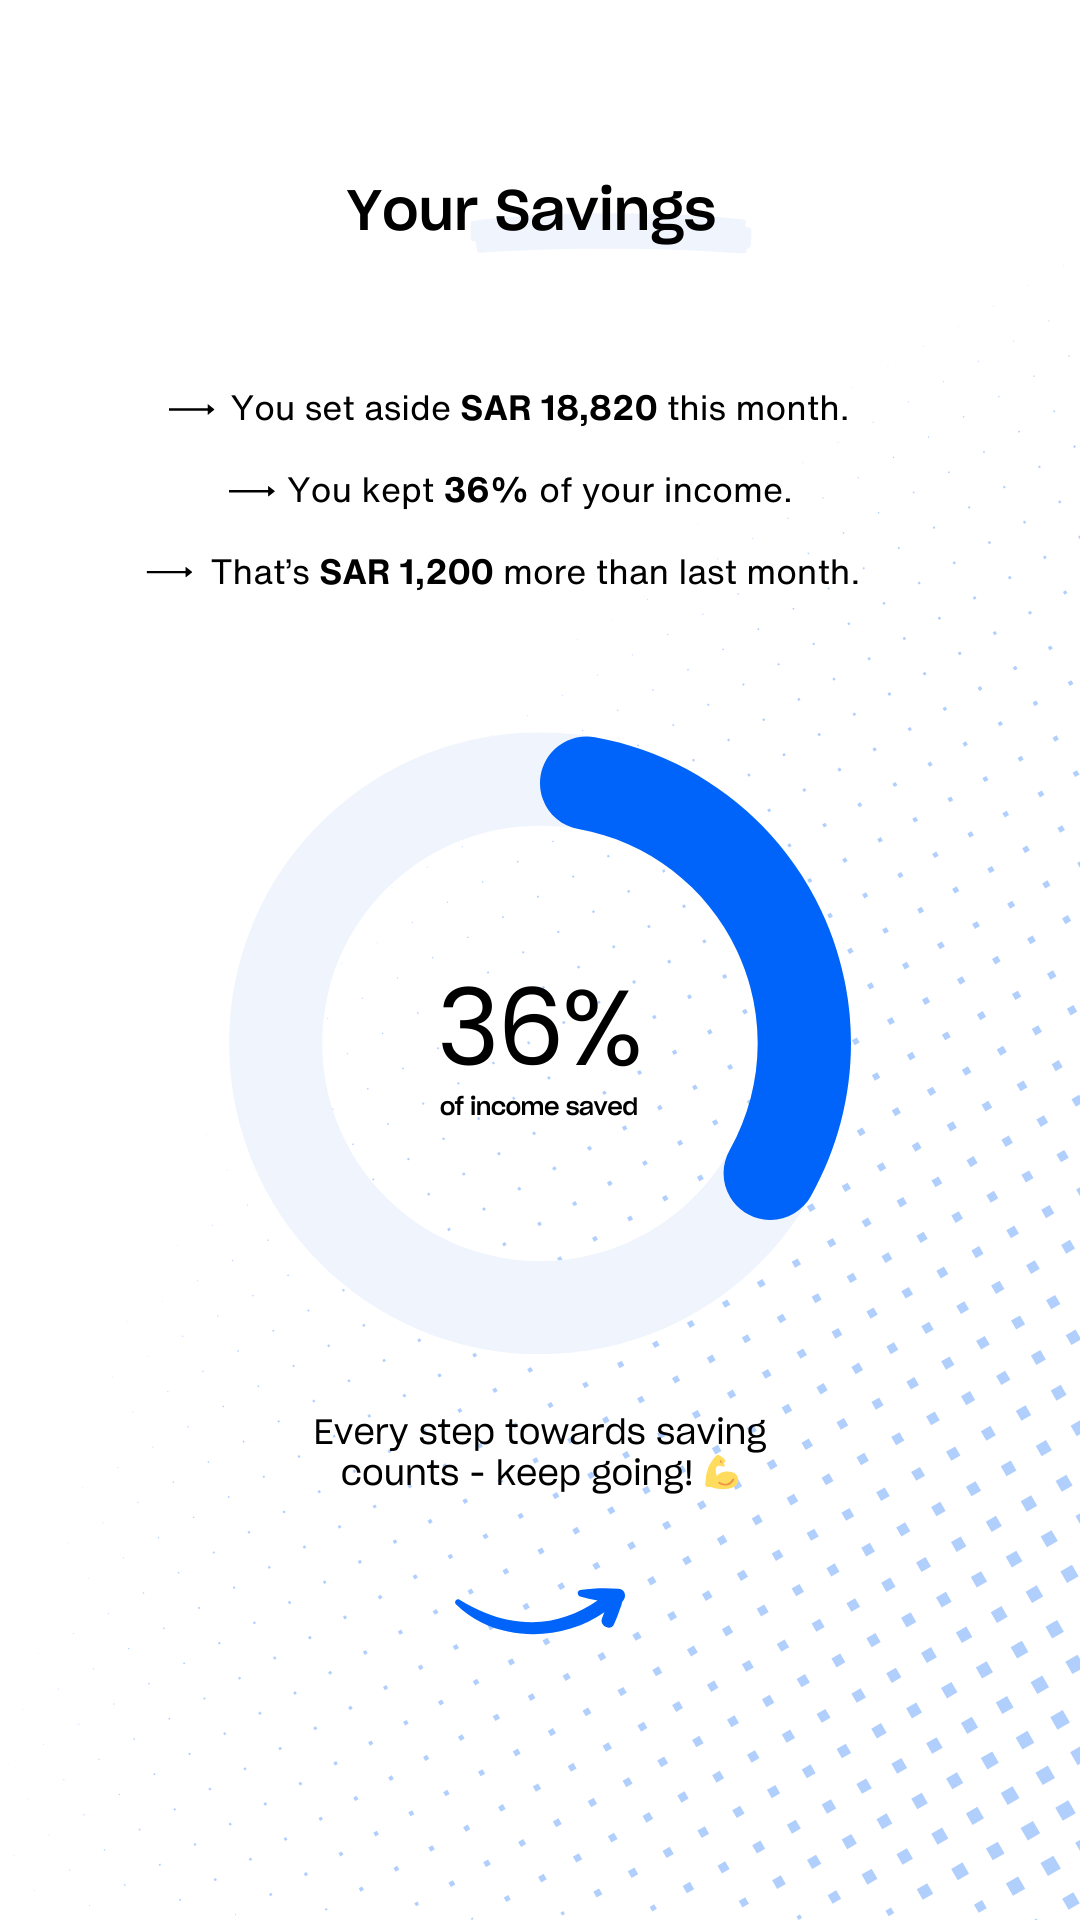 Your Savings
You set aside SAR 18,820 this month.
You kept 36% of your income.
That’s SAR 1,200 more than last month.
36%
of income saved
Every step towards saving
counts - keep going! 💪